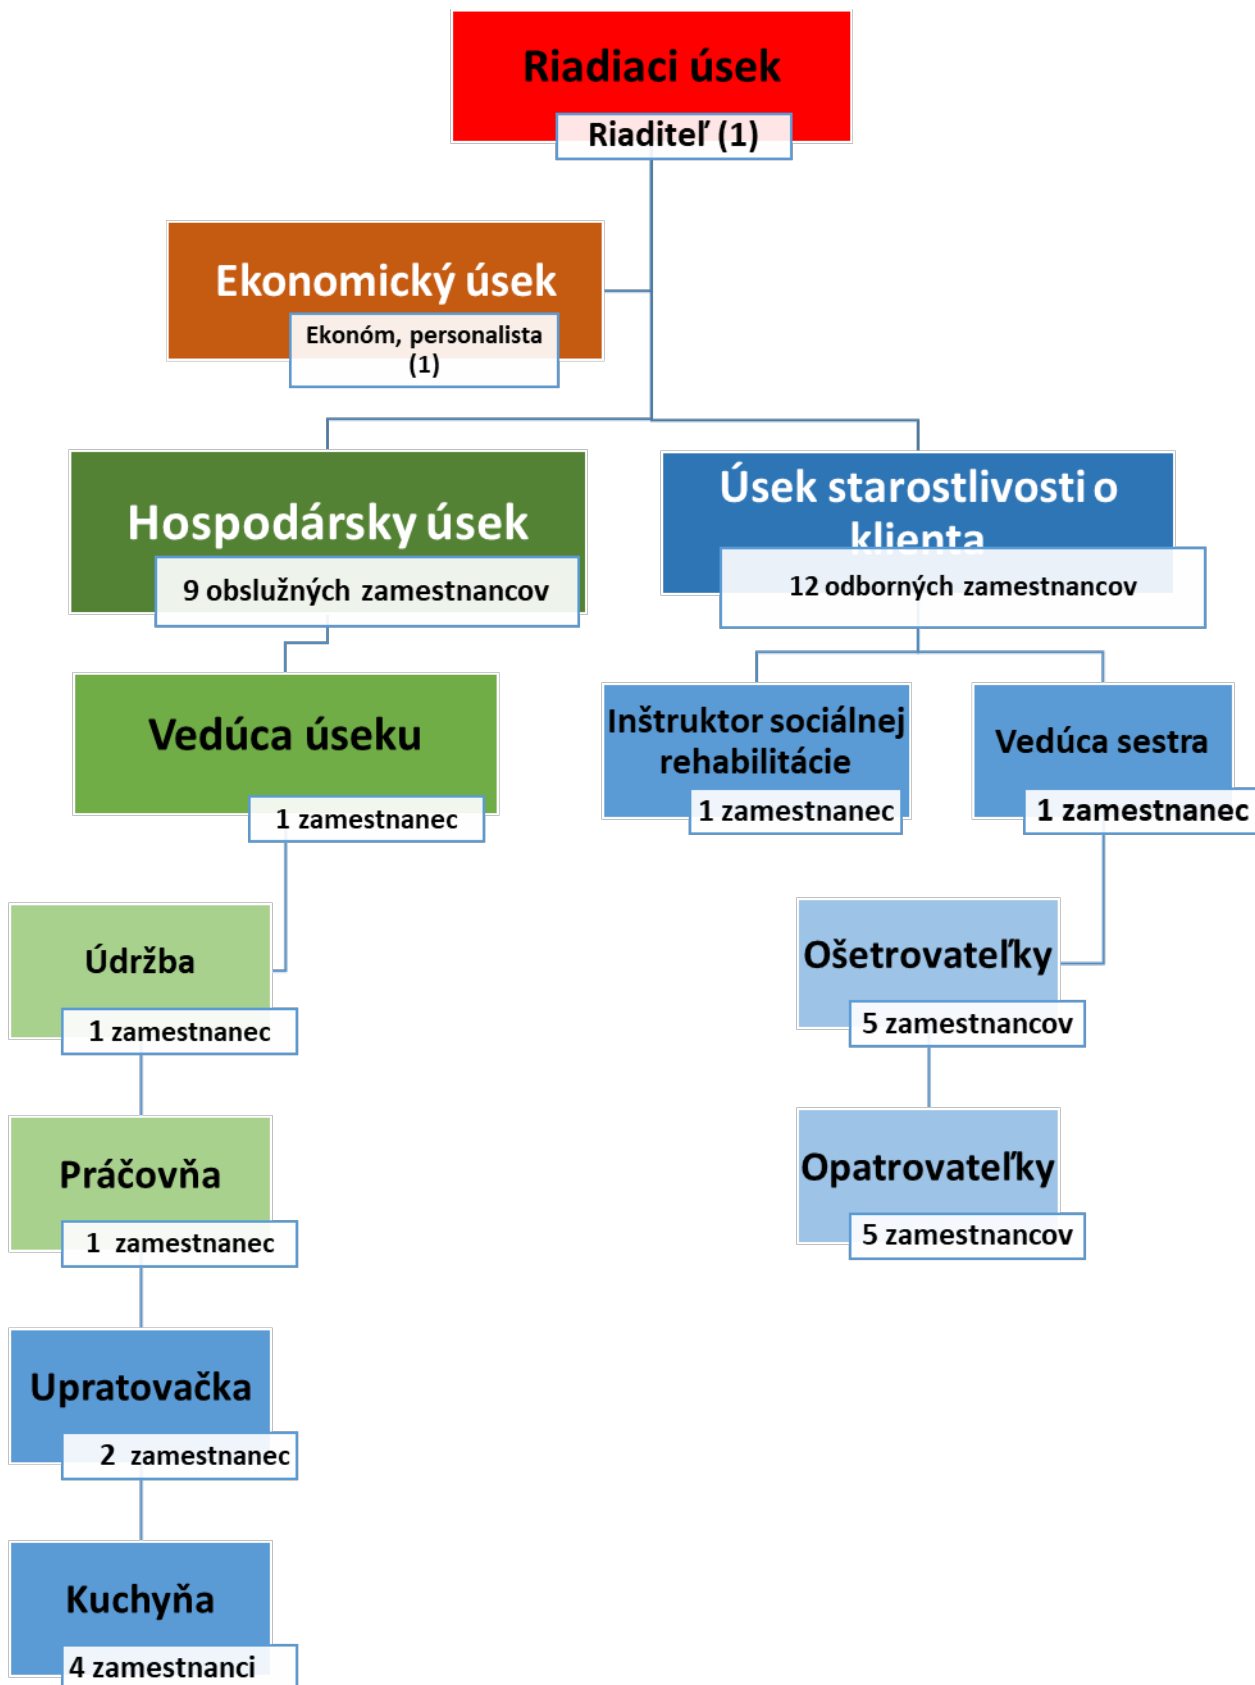 Riadiaci úsek
Riaditeľ (1)
Ekonomický úsek
Ekonóm, personalista
(1)
Hospodársky úsek
9 obslužných zamestnancov
Úsek starostlivosti o
klienta
12 odborných zamestnancov
Vedúca úseku
1 zamestnanec
Inštruktor sociálnej
rehabilitácie
1 zamestnanec
Vedúca sestra
1 zamestnanec
Údržba
1 zamestnanec
Ošetrovateľky
5 zamestnancov
Práčovňa
1 zamestnanec
Opatrovateľky
5 zamestnancov
Upratovačka
2 zamestnanec
Kuchyňa
4 zamestnanci